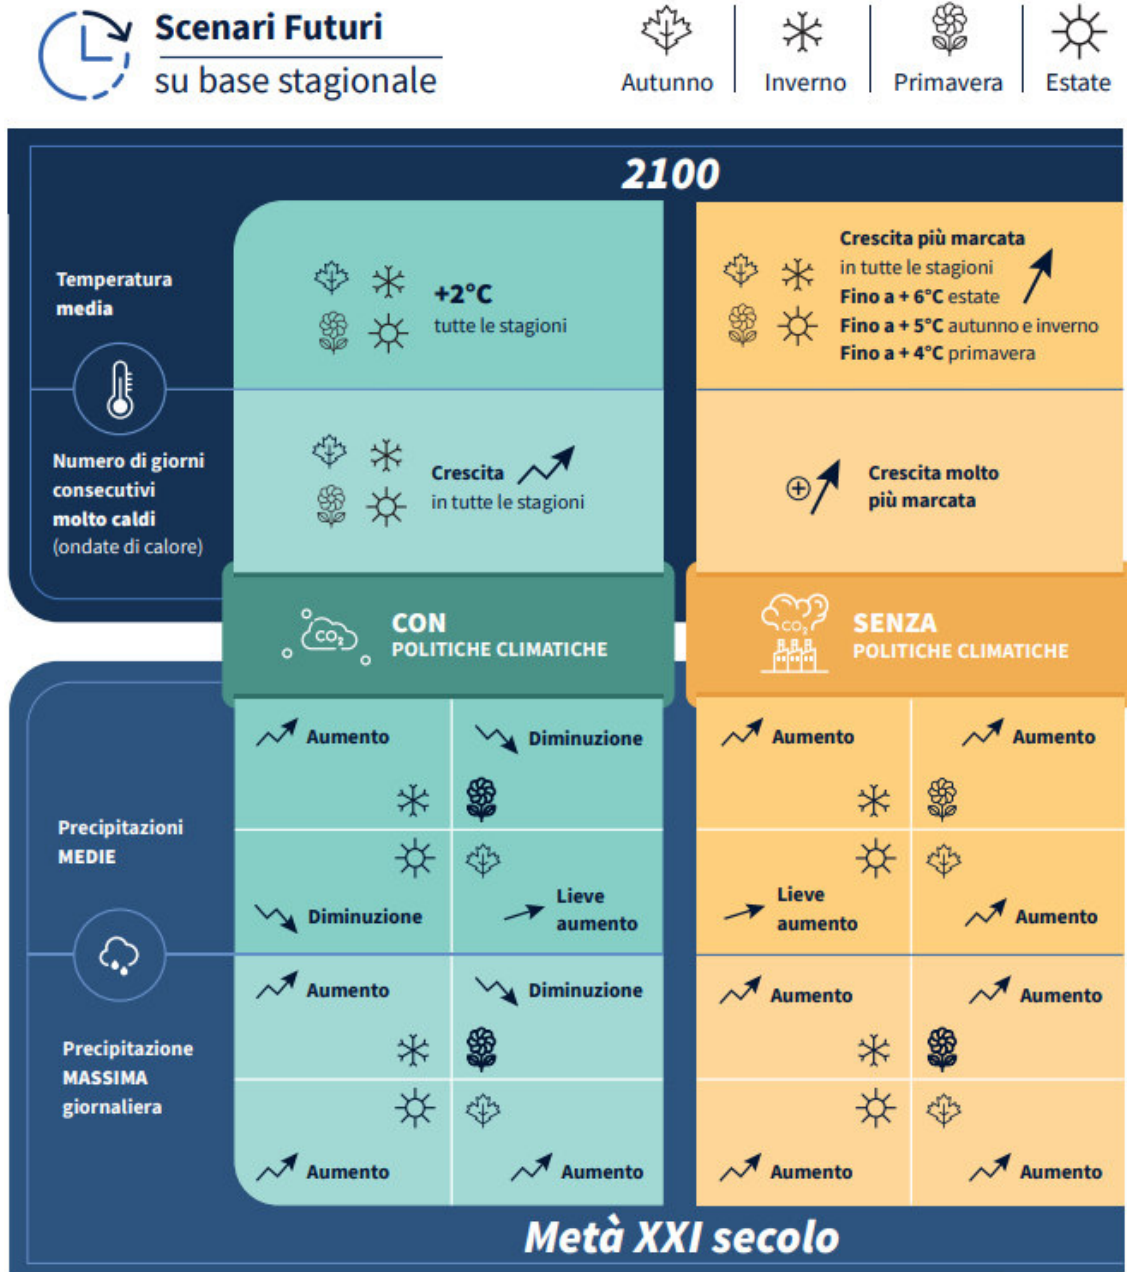 Scenari Futuri
su base stagionale
Autunno
Inverno
Primavera
Estate
2100
Temperatura
media
+2°C
tutte le stagioni
Crescita più marcata
in tutte le stagioni
Fino a + 6°C estate
Fino a + 5°C autunno e inverno
Fino a + 4°C primavera
Numero di giorni
consecutivi
molto caldi
(ondate di calore)
Crescita
in tutte le stagioni
Crescita molto
più marcata
CO2
CON
POLITICHE CLIMATICHE
CO2
SENZA
POLITICHE CLIMATICHE
Precipitazioni
MEDIE
Aumento
Diminuzione
Diminuzione
Lieve
aumento
Aumento
Aumento
Lieve
aumento
Aumento
Precipitazione
MASSIMA
giornaliera
Aumento
Diminuzione
Aumento
Aumento
Aumento
Aumento
Aumento
Aumento
Metà XXI secolo